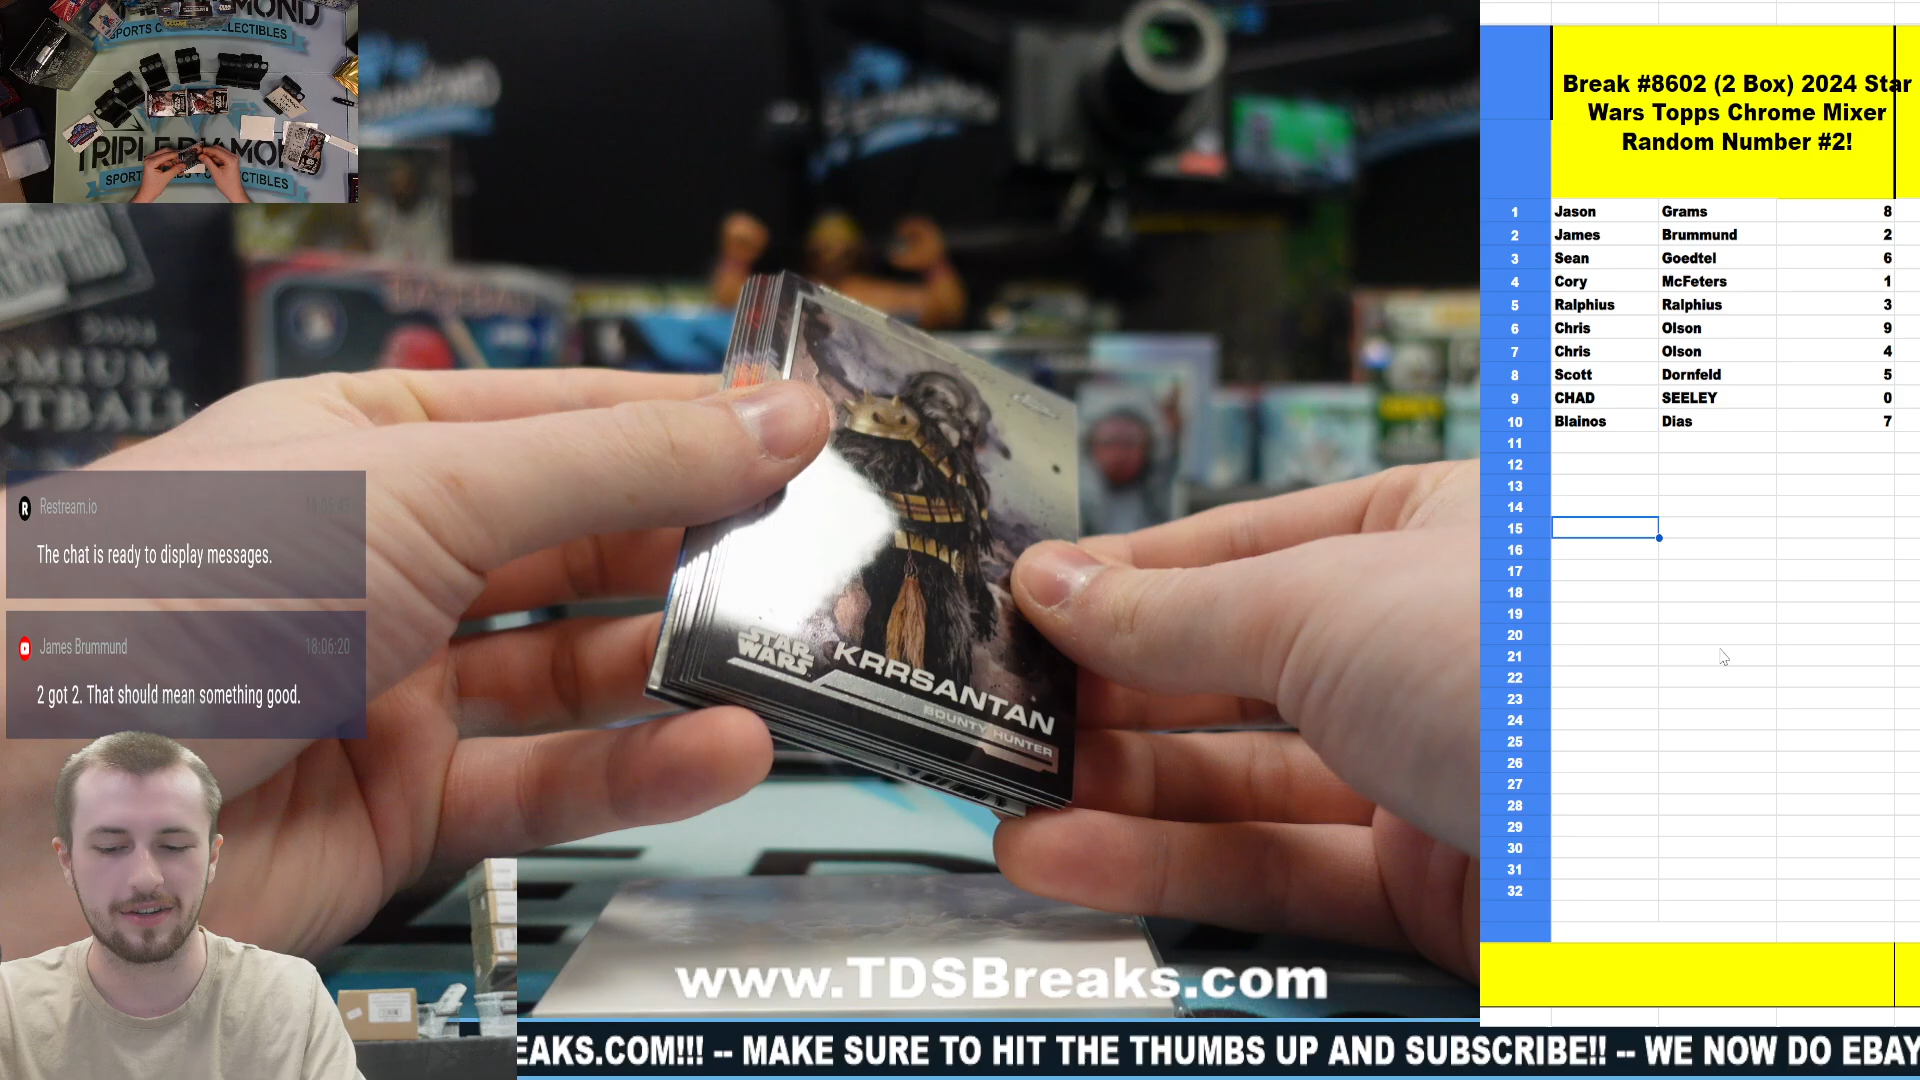 SPORTS C
COLLECTIBLES
TRIPLE DIAMOND
SPORT
COLLECTIBLES
2024
EMIUM
OTBALL
Restream.io
The chat is ready to display messages.
James Brummund 18:06:20
2 got 2. That should mean something good.
STAR
WARS
KRRSANTAN
BOUNTY HUNTER
www.TDSBreaks.com
EAKS.COM!!! -- MAKE SURE TO HIT THE THUMBS UP AND SUBSCRIBE!! -- WE NOW DO EBAY
Break #8602 (2 Box) 2024 Star
Wars Topps Chrome Mixer
Random Number #2!
1 Jason Grams 8
2 James Brummund 2
3 Sean Goedtel 6
4 Cory McFeters 1
5 Ralphius Ralphius 3
6 Chris Olson 9
7 Chris Olson 4
8 Scott Dornfeld 5
9 CHAD SEELEY 0
10 Blainos Dias 7
11
12
13
14
15
16
17
18
19
20
21
22
23
24
25
26
27
28
29
30
31
32